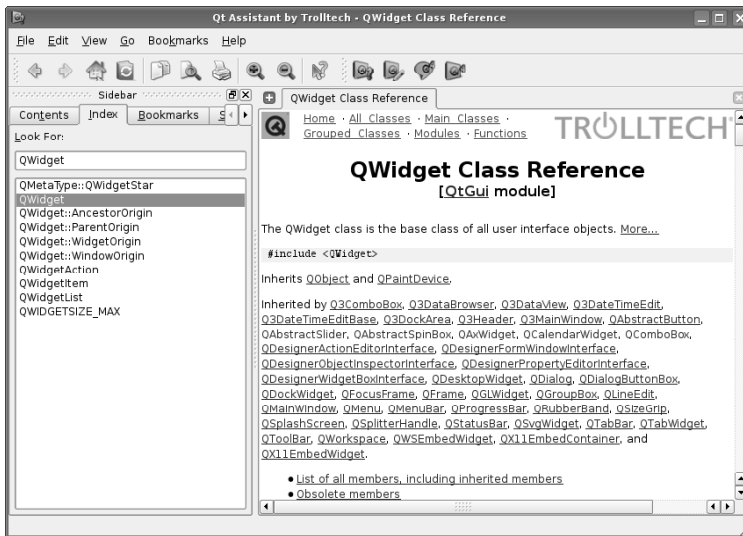 Qt Assistant by Trolltech - QWidget Class Reference
File Edit View Go Bookmarks Help
Sidebar
Contents Index Bookmarks S
Look For:
QWidget
QMetaType::QWidgetStar
QWidget
QWidget::AncestorOrigin
QWidget::ParentOrigin
QWidget::WidgetOrigin
QWidget::WindowOrigin
QWidgetAction
QWidgetItem
QWidgetList
QWIDGETSIZE_MAX
QWidget Class Reference
Home · All Classes · Main Classes ·
Grouped Classes · Modules · Functions
TROLLTECH
QWidget Class Reference
[QtGui module]
The QWidget class is the base class of all user interface objects. More...
#include <QWidget>
Inherits QObject and QPaintDevice.
Inherited by Q3ComboBox, Q3DataBrowser, Q3DataView, Q3DateTimeEdit,
Q3DateTimeEditBase, Q3DockArea, Q3Header, Q3MainWindow, QAbstractButton,
QAbstractSlider, QAbstractSpinBox, QAxWidget, QCalendarWidget, QComboBox,
QDesignerActionEditorInterface, QDesignerFormWindowInterface,
QDesignerObjectInspectorInterface, QDesignerPropertyEditorInterface,
QDesignerWidgetBoxInterface, QDesktopWidget, QDialog, QDialogButtonBox,
QDockWidget, QFocusFrame, QFrame, QGLWidget, QGroupBox, QLineEdit,
QMainWindow, QMenu, QMenuBar, QProgressBar, QRubberBand, QSizeGrip,
QSplashScreen, QSplitterHandle, QStatusBar, QSvgWidget, QTabBar, QTabWidget,
QToolBar, QWorkspace, QWSEmbedWidget, QX11EmbedContainer, and
QX11EmbedWidget.
• List of all members, including inherited members
• Obsolete members